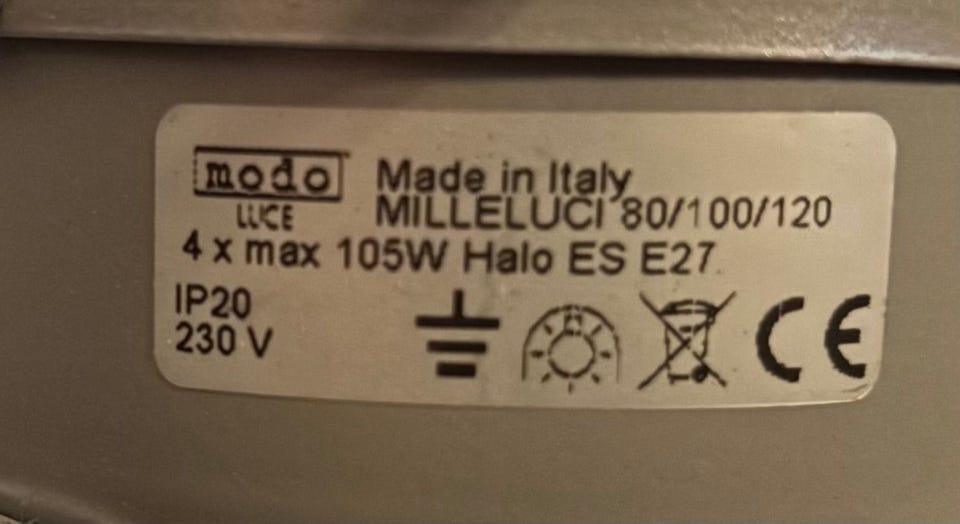 modo
LUCE
Made in Italy
MILLELUCI 80/100/120
4 x max 105W Halo ES E27
IP20
230 V
CE